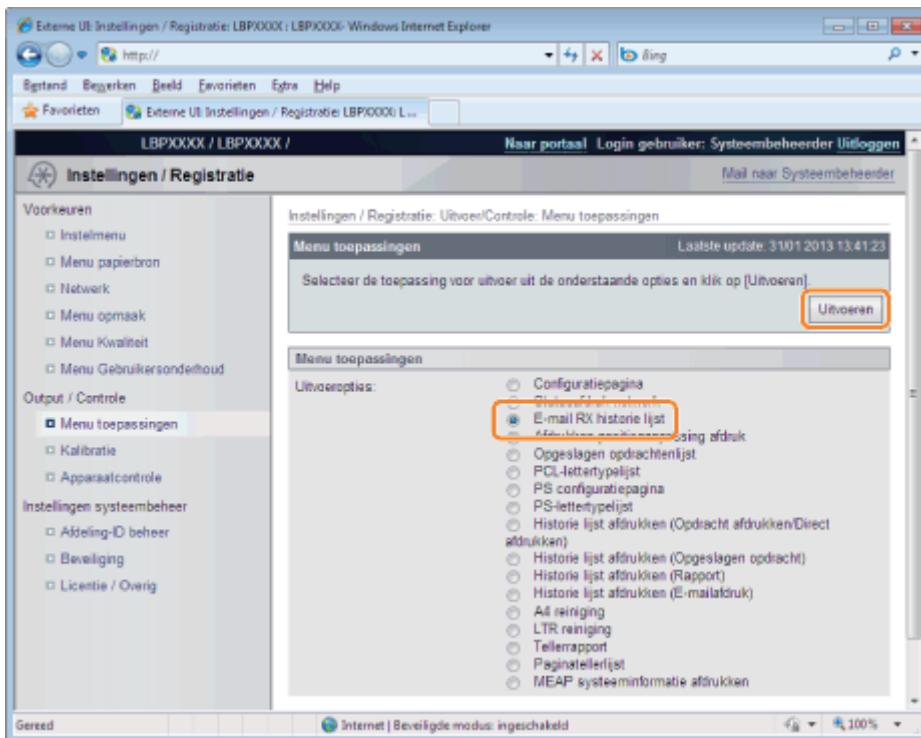 Externe UI: Instellingen / Registratie: LBPXXXX : LBPXXXX- Windows Internet Explorer
http://
Bing
Bestand Bewerken Beeld Favorieten Extra Help
Favorieten
Externe UI: Instellingen / Registratie: LBPXXXX: L...
LBPXXXX / LBPXXXX /
Naar portaal Login gebruiker: Systeembeheerder Uitloggen
Instellingen / Registratie
Mail naar Systeembeheerder
Voorkeuren
Instelmenu
Menu papierbron
Netwerk
Menu opmaak
Menu Kwaliteit
Menu Gebruikersonderhoud
Output / Controle
Menu toepassingen
Kalibratie
Apparaatcontrole
Instellingen systeembeheer
Afdeling-ID beheer
Beveiliging
Licentie / Overig
Instellingen / Registratie: Uitvoer/Controle: Menu toepassingen
Menu toepassingen
Laatste update: 31/01 2013 13:41:23
Selecteer de toepassing voor uitvoer uit de onderstaande opties en klik op [Uitvoeren].
Uitvoeren
Menu toepassingen
Uitvoeropties:
Configuratiepagina
E-mail RX historie lijst
afdruk
Opgeslagen opdrachtenlijst
PCL-lettertypelijst
PS configuratiepagina
PS-lettertypelijst
Historie lijst afdrukken (Opdracht afdrukken/Direct
afdrukken)
Historie lijst afdrukken (Opgeslagen opdracht)
Historie lijst afdrukken (Rapport)
Historie lijst afdrukken (E-mailafdruk)
A4 reiniging
LTR reiniging
Tellerrapport
Paginatellerlijst
MEAP systeeminformatie afdrukken
Gereed
Internet | Beveiligde modus: ingeschakeld
100%